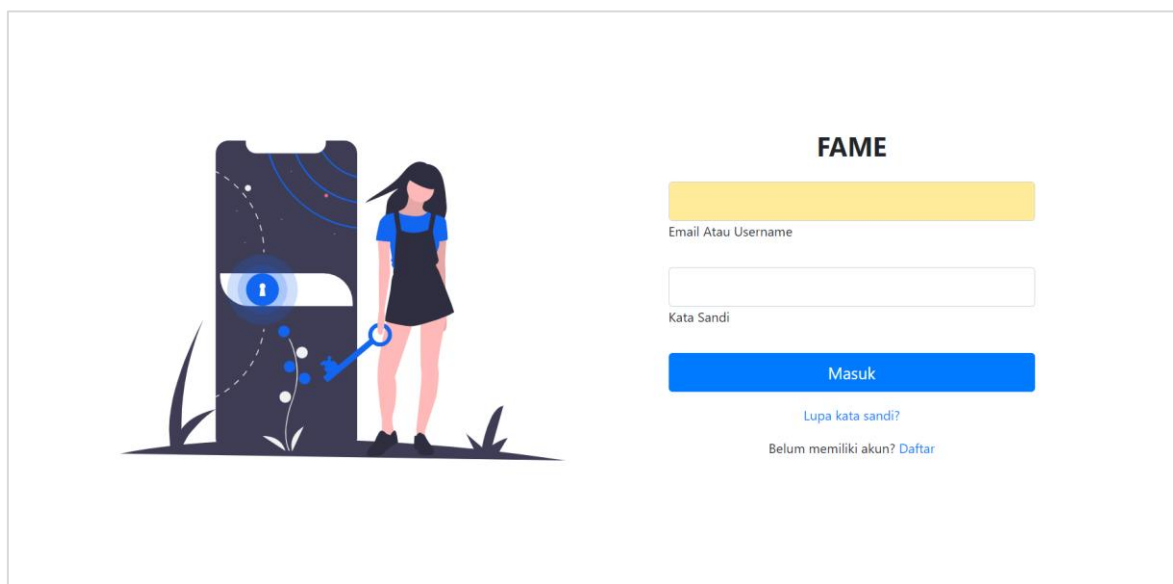 FAME
Email Atau Username
Kata Sandi
Masuk
Lupa kata sandi?
Belum memiliki akun? Daftar